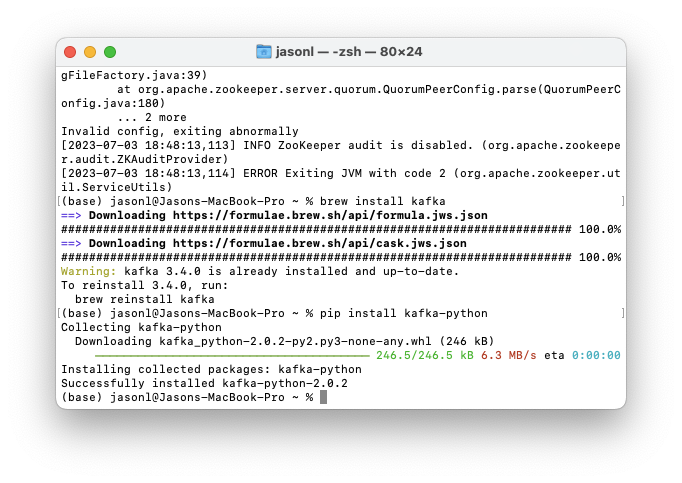 jasonl — -zsh — 80×24
gFileFactory.java:39)
        at org.apache.zookeeper.server.quorum.QuorumPeerConfig.parse(QuorumPeerC
onfig.java:180)
        ... 2 more
Invalid config, exiting abnormally
[2023-07-03 18:48:13,113] INFO ZooKeeper audit is disabled. (org.apache.zookeepe
r.audit.ZKAuditProvider)
[2023-07-03 18:48:13,114] ERROR Exiting JVM with code 2 (org.apache.zookeeper.ut
il.ServiceUtils)
[(base) jasonl@Jasons-MacBook-Pro ~ % brew install kafka ]
==> Downloading https://formulae.brew.sh/api/formula.jws.json
######################################################################### 100.0%
==> Downloading https://formulae.brew.sh/api/cask.jws.json
######################################################################### 100.0%
Warning: kafka 3.4.0 is already installed and up-to-date.
To reinstall 3.4.0, run:
  brew reinstall kafka
[(base) jasonl@Jasons-MacBook-Pro ~ % pip install kafka-python ]
Collecting kafka-python
  Downloading kafka_python-2.0.2-py2.py3-none-any.whl (246 kB)
     ━━━━━━━━━━━━━━━━━━━━━━━━━━━━━━━━━━━━━━━ 246.5/246.5 kB 6.3 MB/s eta 0:00:00
Installing collected packages: kafka-python
Successfully installed kafka-python-2.0.2
(base) jasonl@Jasons-MacBook-Pro ~ %